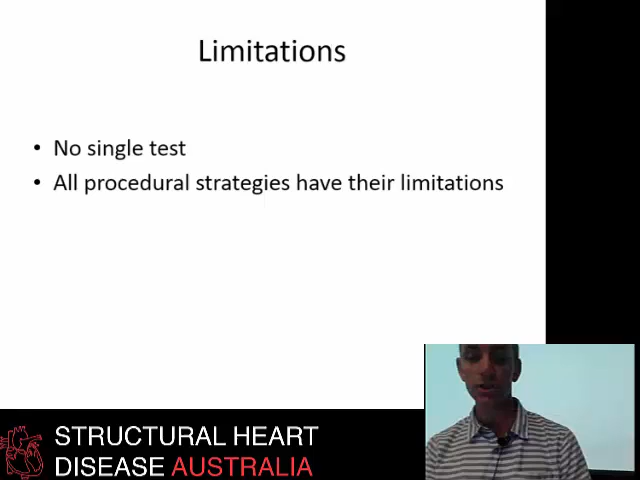 Limitations
• No single test
• All procedural strategies have their limitations
STRUCTURAL HEART
DISEASE AUSTRALIA